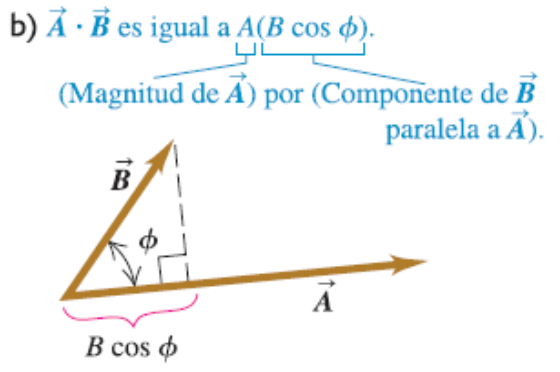 b) A⃗ · B⃗ es igual a A(B cos ϕ).
(Magnitud de A⃗) por (Componente de B⃗
paralela a A⃗).
B⃗
ϕ
A⃗
B cos ϕ